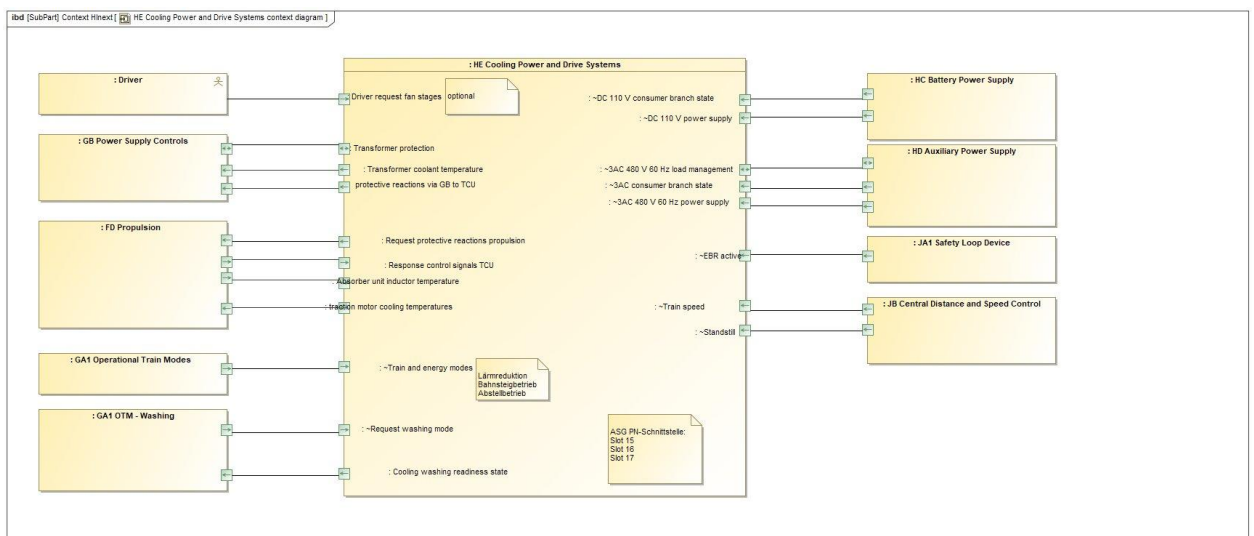 ibd [SubPart] Context HInext [ HE Cooling Power and Drive Systems context diagram ]
: HE Cooling Power and Drive Systems
: Driver
: Driver request fan stages
optional
: GB Power Supply Controls
: Transformer protection
: Transformer coolant temperature
protective reactions via GB to TCU
: FD Propulsion
: Request protective reactions propulsion
: Response control signals TCU
: Absorber unit inductor temperature
: traction motor cooling temperatures
: GA1 Operational Train Modes
: ~Train and energy modes
Lärmreduktion
Bahnsteigbetrieb
Abstellbetrieb
: GA1 OTM - Washing
: ~Request washing mode
: Cooling washing readiness state
ASG PN-Schnittstelle:
Slot 15
Slot 16
Slot 17
: HC Battery Power Supply
: ~DC 110 V consumer branch state
: ~DC 110 V power supply
: HD Auxiliary Power Supply
: ~3AC 480 V 60 Hz load management
: ~3AC consumer branch state
: ~3AC 480 V 60 Hz power supply
: JA1 Safety Loop Device
: ~EBR active
: JB Central Distance and Speed Control
: ~Train speed
: ~Standstill